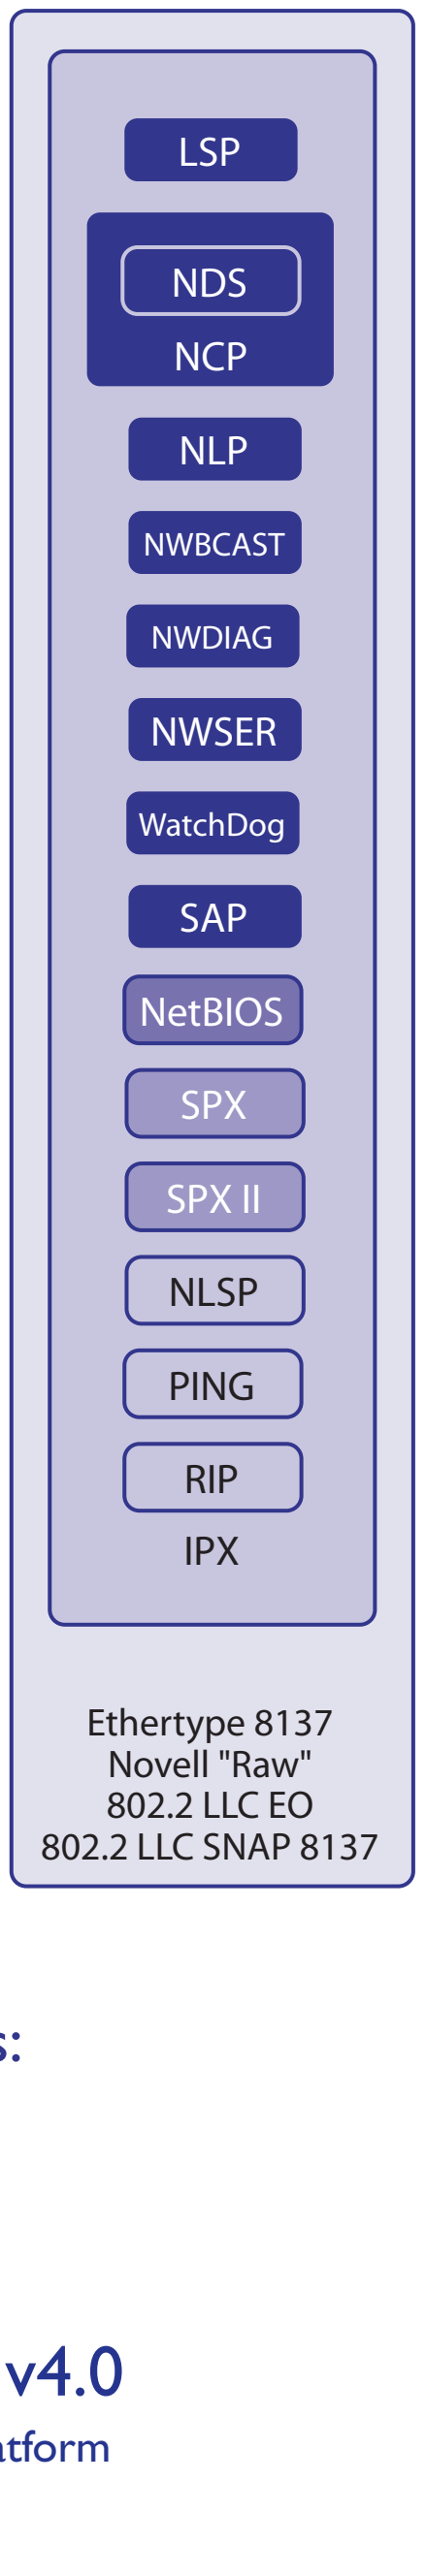 LSP
NDS
NCP
NLP
NWBCAST
NWDIAG
NWSER
WatchDog
SAP
NetBIOS
SPX
SPX II
NLSP
PING
RIP
IPX
Ethertype 8137
Novell "Raw"
802.2 LLC EO
802.2 LLC SNAP 8137
s:
v4.0
atform